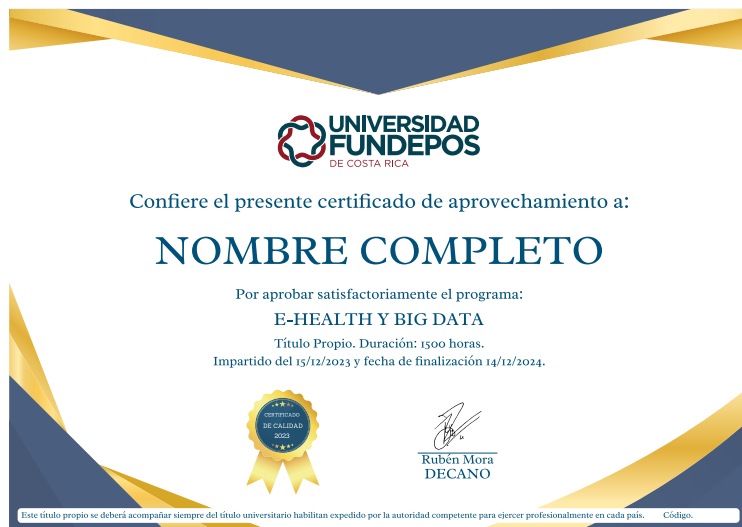 UNIVERSIDAD
FUNDEPOS
DE COSTA RICA
Confiere el presente certificado de aprovechamiento a:
NOMBRE COMPLETO
Por aprobar satisfactoriamente el programa:
E-HEALTH Y BIG DATA
Título Propio. Duración: 1500 horas.
Impartido del 15/12/2023 y fecha de finalización 14/12/2024.
CERTIFICADO
DE CALIDAD
2023
Rubén Mora
DECANO
Este título propio se deberá acompañar siempre del título universitario habilitan expedido por la autoridad competente para ejercer profesionalmente en cada país. Código.